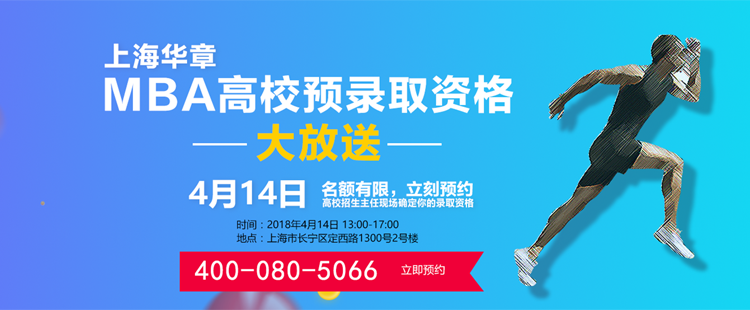 上海华章
MBA高校预录取资格
大放送
4月14日 名额有限，立刻预约
高校招生主任现场确定你的录取资格
时间：2018年4月14日 13:00-17:00
地点：上海市长宁区定西路1300号2号楼
400-080-5066 立即预约